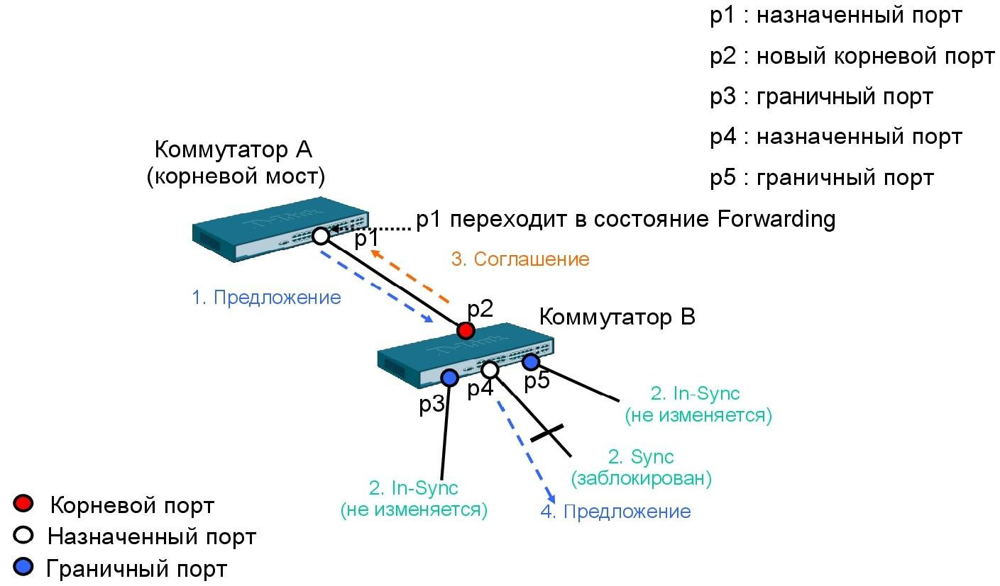 p1 : назначенный порт
p2 : новый корневой порт
p3 : граничный порт
p4 : назначенный порт
p5 : граничный порт
Коммутатор A
(корневой мост)
D-Link
p1 переходит в состояние Forwarding
p1
3. Соглашение
1. Предложение
p2
Коммутатор B
D-Link
p3
p4
p5
2. In-Sync
(не изменяется)
2. Sync
(заблокирован)
2. In-Sync
(не изменяется)
4. Предложение
Корневой порт
Назначенный порт
Граничный порт